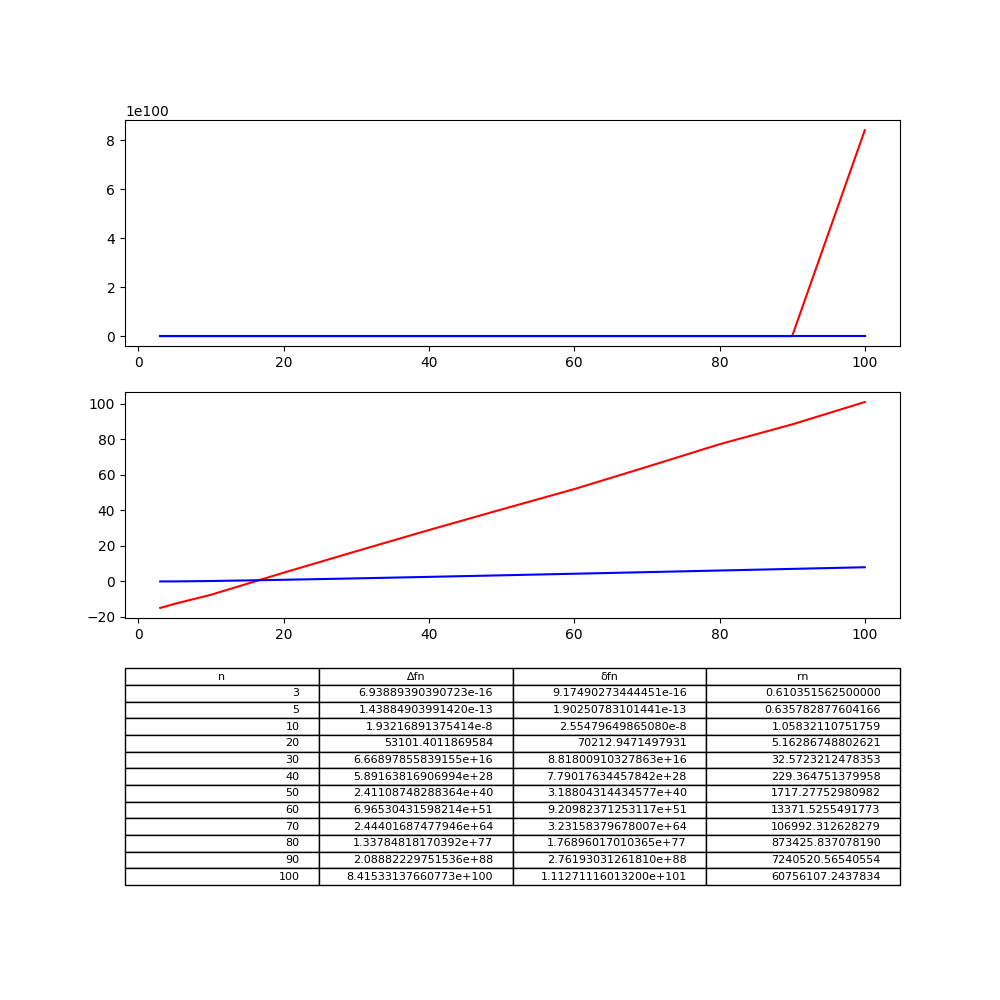 1e100
8
6
4
2
0
0 20 40 60 80 100
100
80
60
40
20
0
−20
0 20 40 60 80 100
n Δfn δfn rn
3 6.93889390390723e-16 9.17490273444451e-16 0.610351562500000
5 1.43884903991420e-13 1.90250783101441e-13 0.635782877604166
10 1.93216891375414e-8 2.55479649865080e-8 1.05832110751759
20 53101.4011869584 70212.9471497931 5.16286748802621
30 6.66897855839155e+16 8.81800910327863e+16 32.5723212478353
40 5.89163816906994e+28 7.79017634457842e+28 229.364751379958
50 2.41108748288364e+40 3.18804314434577e+40 1717.27752980982
60 6.96530431598214e+51 9.20982371253117e+51 13371.5255491773
70 2.44401687477946e+64 3.23158379678007e+64 106992.312628279
80 1.33784818170392e+77 1.76896017010365e+77 873425.837078190
90 2.08882229751536e+88 2.76193031261810e+88 7240520.56540554
100 8.41533137660773e+100 1.11271116013200e+101 60756107.2437834